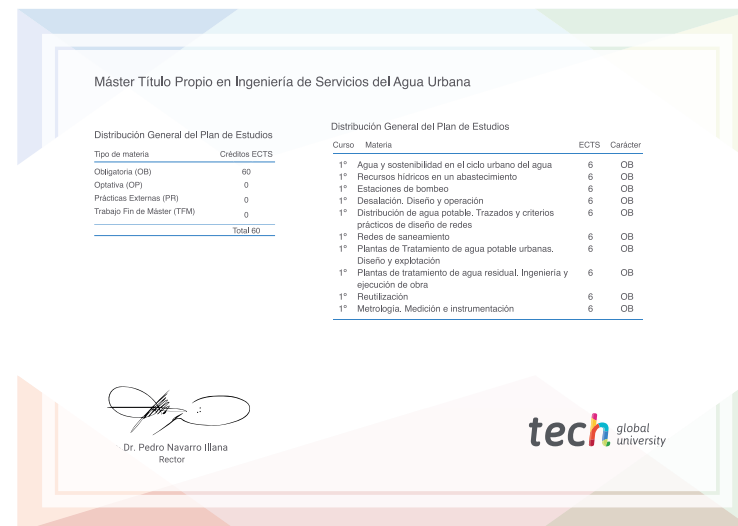 Máster Título Propio en Ingeniería de Servicios del Agua Urbana
Distribución General del Plan de Estudios
Tipo de materia Créditos ECTS
Obligatoria (OB) 60
Optativa (OP) 0
Prácticas Externas (PR) 0
Trabajo Fin de Máster (TFM) 0
Total 60
Distribución General del Plan de Estudios
Curso Materia ECTS Carácter
1º Agua y sostenibilidad en el ciclo urbano del agua 6 OB
1º Recursos hídricos en un abastecimiento 6 OB
1º Estaciones de bombeo 6 OB
1º Desalación. Diseño y operación 6 OB
1º Distribución de agua potable. Trazados y criterios 6 OB
prácticos de diseño de redes
1º Redes de saneamiento 6 OB
1º Plantas de Tratamiento de agua potable urbanas. 6 OB
Diseño y explotación
1º Plantas de tratamiento de agua residual. Ingeniería y 6 OB
ejecución de obra
1º Reutilización 6 OB
1º Metrología. Medición e instrumentación 6 OB
Dr. Pedro Navarro Illana
Rector
tech global
university